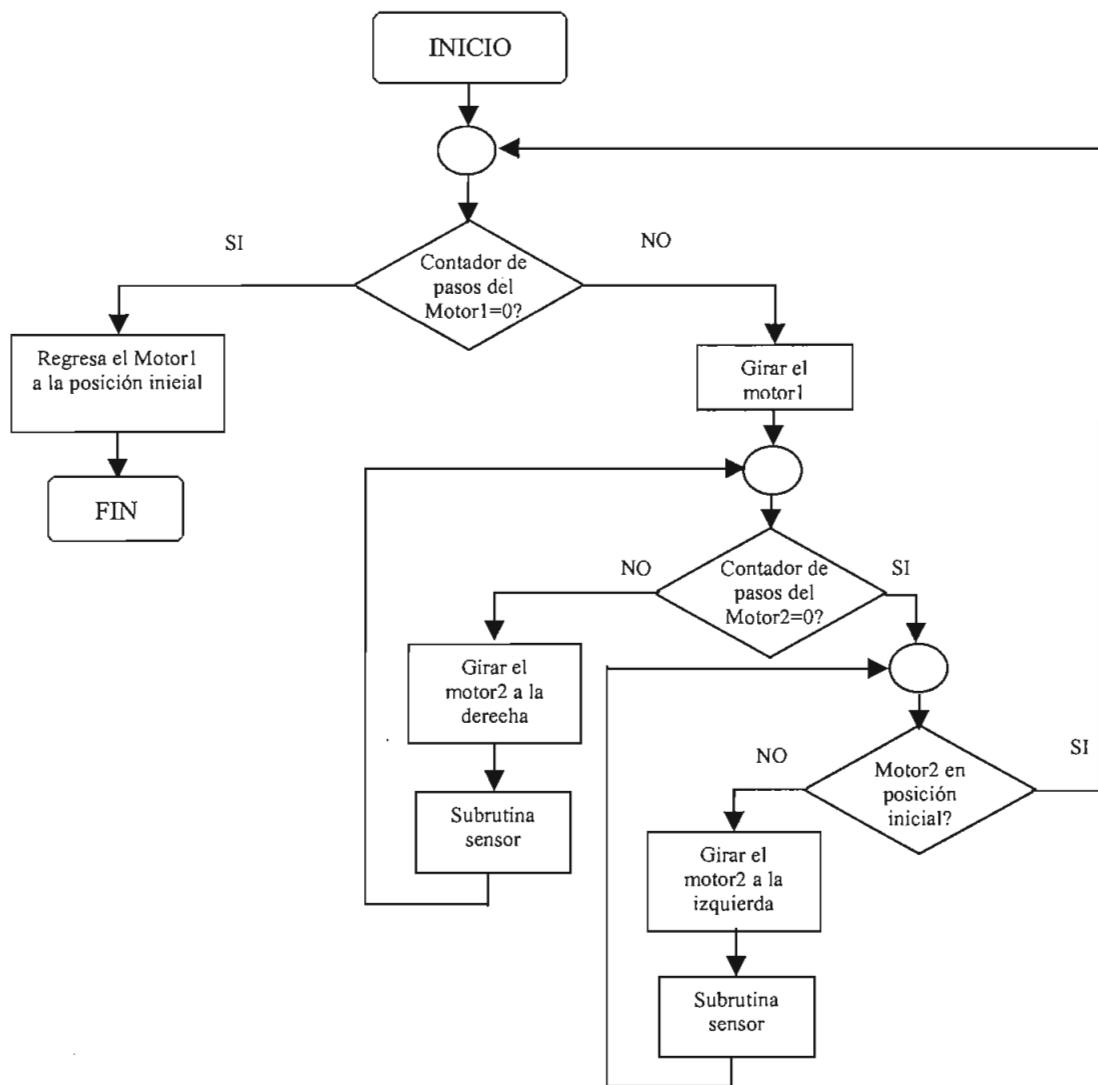 INICIO
SI
NO
Contador de
pasos del
Motor1=0?
Regresa el Motor1
a la posición inieial
Girar el
motor1
FIN
NO
Contador de
pasos del
Motor2=0?
SI
Girar el
motor2 a la
dereeha
NO
Motor2 en
posición
inicial?
SI
Subrutina
sensor
Girar el
motor2 a la
izquierda
Subrutina
sensor